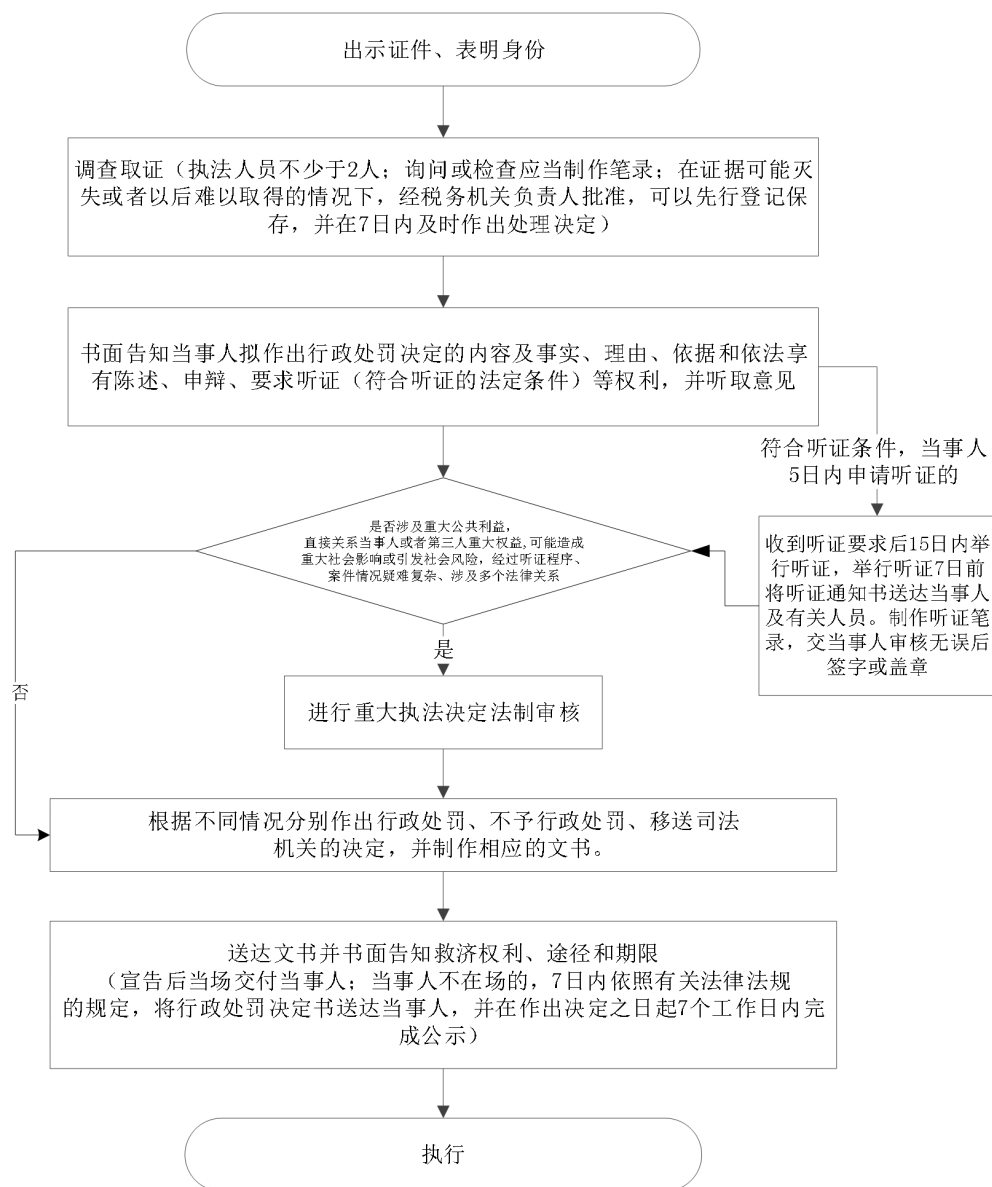 出示证件、表明身份
调查取证（执法人员不少于2人；询问或检查应当制作笔录；在证据可能灭
失或者以后难以取得的情况下，经税务机关负责人批准，可以先行登记保
存，并在7日内及时作出处理决定）
书面告知当事人拟作出行政处罚决定的内容及事实、理由、依据和依法享
有陈述、申辩、要求听证（符合听证的法定条件）等权利，并听取意见
符合听证条件，当事人
5日内申请听证的
收到听证要求后15日内举
行听证，举行听证7日前
将听证通知书送达当事人
及有关人员。制作听证笔
录，交当事人审核无误后
签字或盖章
是否涉及重大公共利益，
直接关系当事人或者第三人重大权益,可能造成
重大社会影响或引发社会风险，经过听证程序、
案件情况疑难复杂、涉及多个法律关系
是
否
进行重大执法决定法制审核
根据不同情况分别作出行政处罚、不予行政处罚、移送司法
机关的决定，并制作相应的文书。
送达文书并书面告知救济权利、途径和期限
（宣告后当场交付当事人；当事人不在场的，7日内依照有关法律法规
的规定，将行政处罚决定书送达当事人，并在作出决定之日起7个工作日内完
成公示）
执行